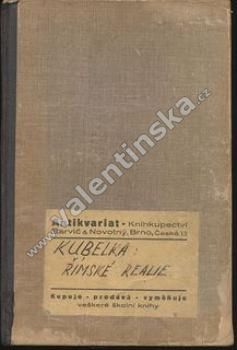 www.valentinska.cz
Antikvariat • Knihkupectví
Barvič & Novotný, Brno, Česká 13
KUBELKA:
ŘÍMSKÉ REALIE
Kupuje - prodává - vyměňuje
veškeré školní knihy